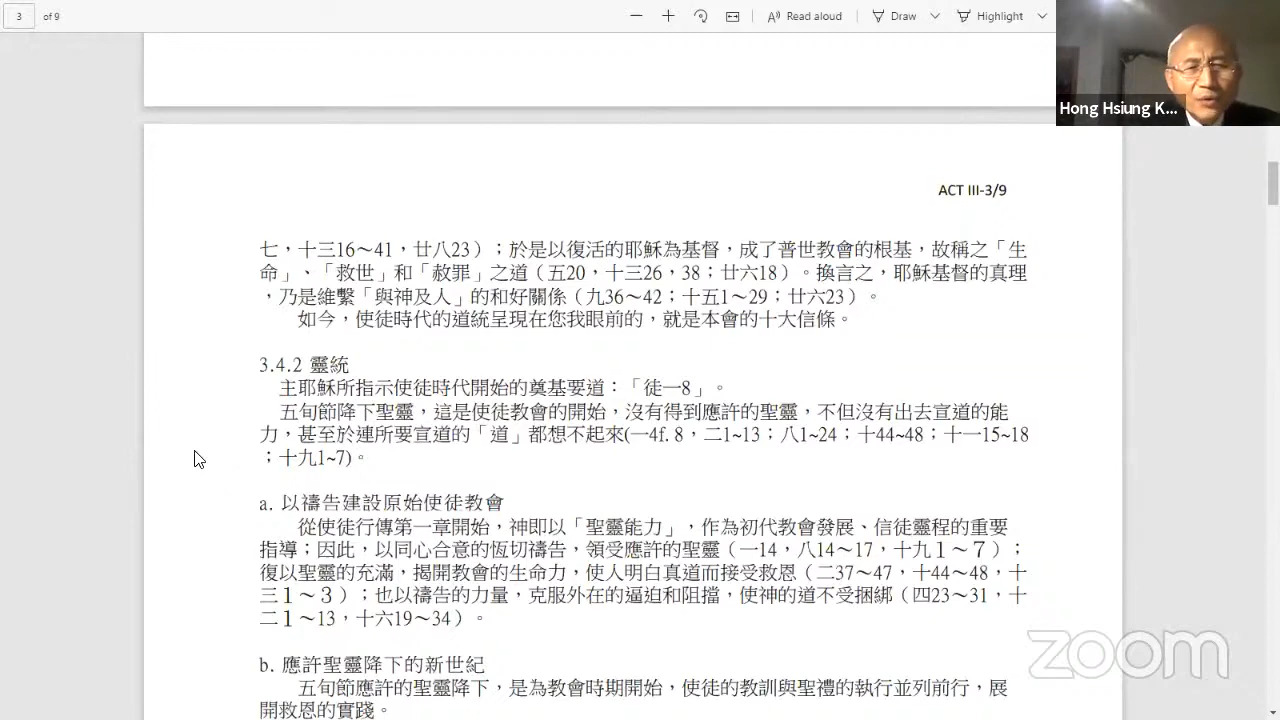 3 of 9 Read aloud Draw Highlight
Hong Hsiung K...
ACT III-3/9
七，十三16～41，廿八23）；於是以復活的耶穌為基督，成了普世教會的根基，故稱之「生
命」、「救世」和「赦罪」之道（五20，十三26，38；廿六18）。換言之，耶穌基督的真理
，乃是維繫「與神及人」的和好關係（九36～42；十五1～29；廿六23）。
如今，使徒時代的道統呈現在您我眼前的，就是本會的十大信條。
3.4.2 靈統
主耶穌所指示使徒時代開始的奠基要道：「徒一8」。
五旬節降下聖靈，這是使徒教會的開始，沒有得到應許的聖靈，不但沒有出去宣道的能
力，甚至於連所要宣道的「道」都想不起來(一4f. 8，二1~13；八1~24；十44~48；十一15~18
；十九1~7)。
a. 以禱告建設原始使徒教會
從使徒行傳第一章開始，神即以「聖靈能力」，作為初代教會發展、信徒靈程的重要
指導；因此，以同心合意的恆切禱告，領受應許的聖靈（一14，八14～17，十九１～７）；
復以聖靈的充滿，揭開教會的生命力，使人明白真道而接受救恩（二37～47，十44～48，十
三１～３）；也以禱告的力量，克服外在的逼迫和阻擋，使神的道不受捆綁（四23～31，十
二１～13，十六19～34）。
b. 應許聖靈降下的新世紀
五旬節應許的聖靈降下，是為教會時期開始，使徒的教訓與聖禮的執行並列前行，展
開救恩的實踐。
zoom